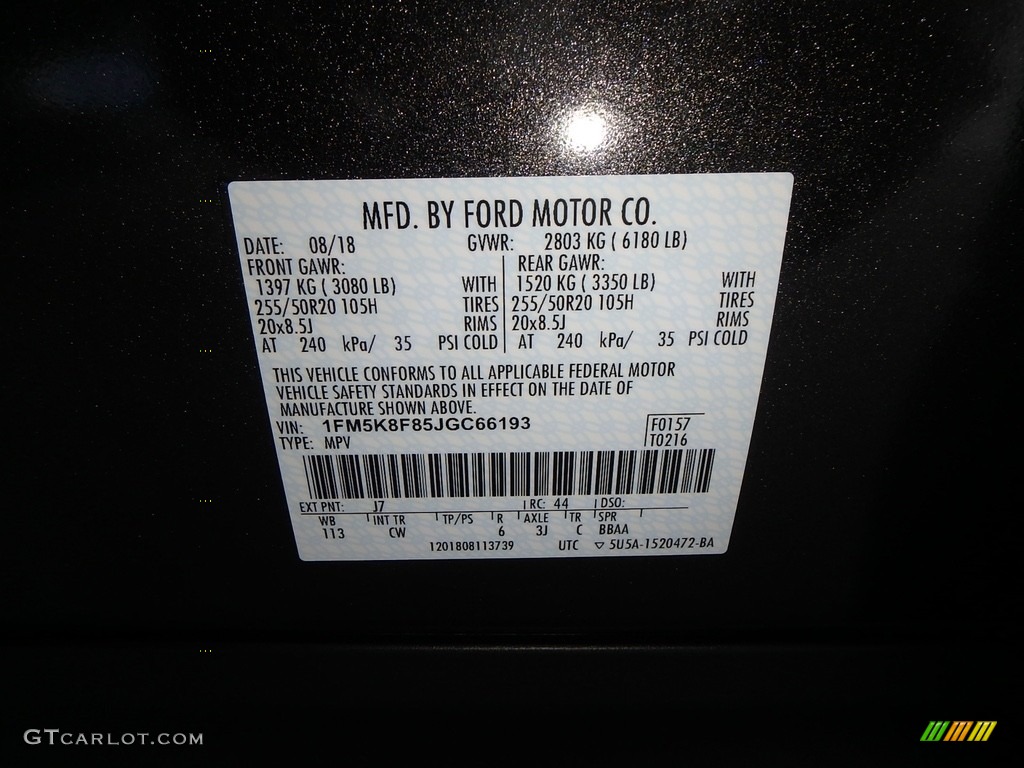 MFD. BY FORD MOTOR CO.
DATE: 08/18 GVWR: 2803 KG ( 6180 LB)
FRONT GAWR: REAR GAWR:
1397 KG ( 3080 LB) WITH 1520 KG ( 3350 LB) WITH
255/50R20 105H TIRES 255/50R20 105H TIRES
20x8.5J RIMS 20x8.5J RIMS
AT 240 kPa/ 35 PSI COLD AT 240 kPa/ 35 PSI COLD
THIS VEHICLE CONFORMS TO ALL APPLICABLE FEDERAL MOTOR
VEHICLE SAFETY STANDARDS IN EFFECT ON THE DATE OF
MANUFACTURE SHOWN ABOVE.
VIN: 1FM5K8F85JGC66193 F0157
TYPE: MPV T0216
EXT PNT: J7 RC: 44 DSO:
WB INT TR TP/PS R AXLE TR SPR
113 CW 6 3J C BBAA
1201808113739 UTC ▽ 5U5A-1520472-BA
GTCARLOT.COM